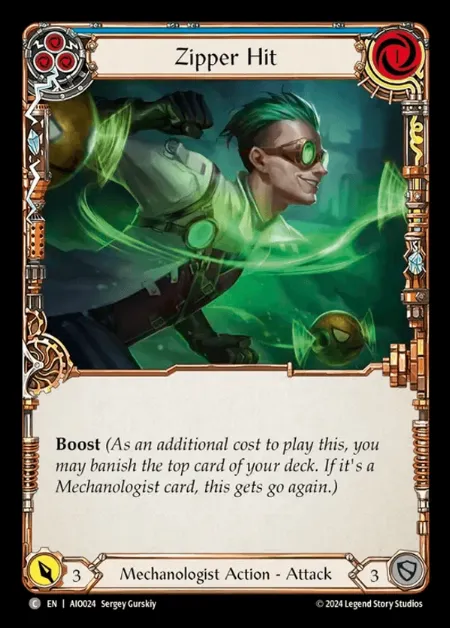 Zipper Hit
1
Boost (As an additional cost to play this, you
may banish the top card of your deck. If it's a
Mechanologist card, this gets go again.)
3 Mechanologist Action - Attack 3
C EN | AIO024 Sergey Gurskiy © 2024 Legend Story Studios